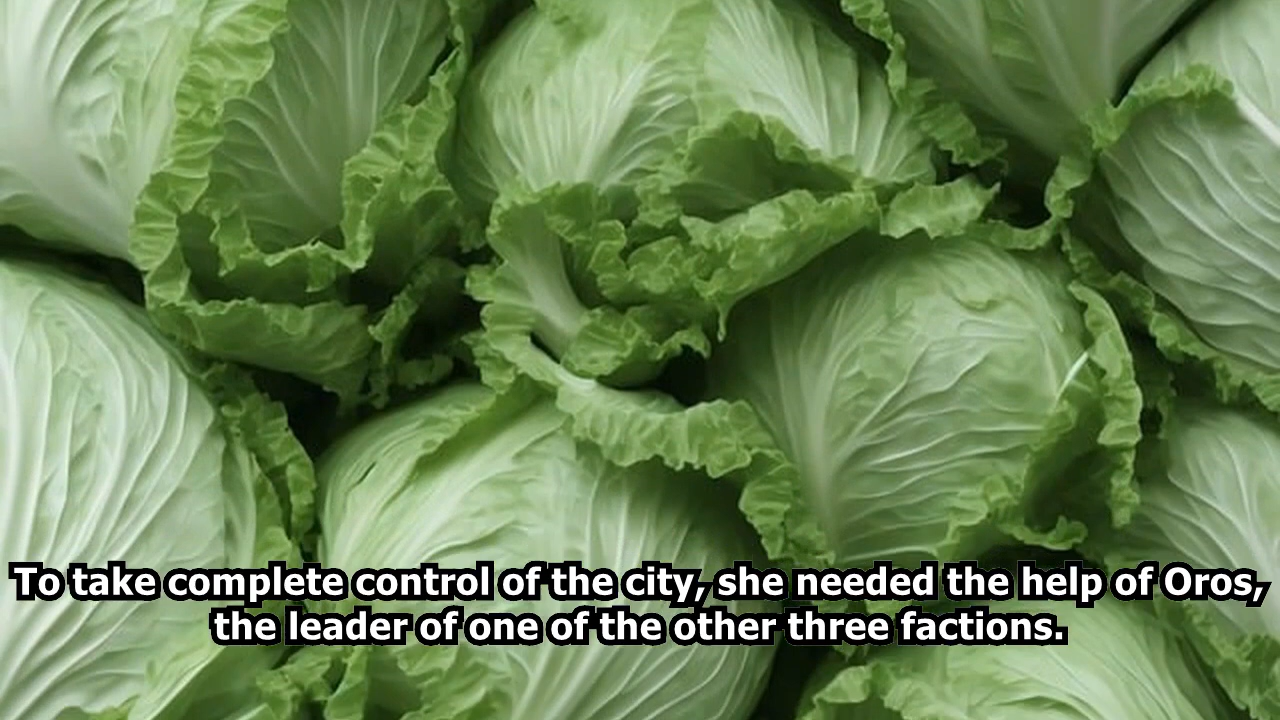 To take complete control of the city, she needed the help of Oros,
the leader of one of the other three factions.